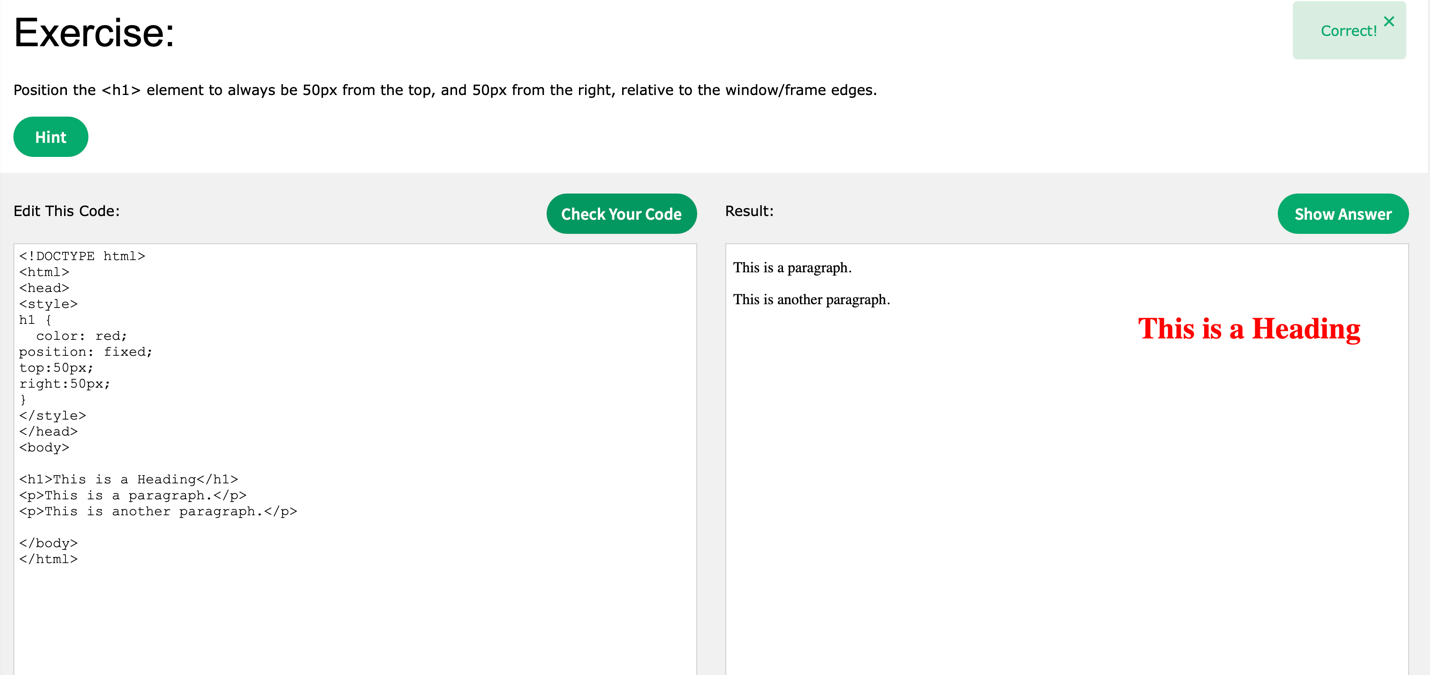 Exercise:
Correct! ×
Position the <h1> element to always be 50px from the top, and 50px from the right, relative to the window/frame edges.
Hint
Edit This Code:
Check Your Code
<!DOCTYPE html>
<html>
<head>
<style>
h1 {
  color: red;
position: fixed;
top:50px;
right:50px;
}
</style>
</head>
<body>

<h1>This is a Heading</h1>
<p>This is a paragraph.</p>
<p>This is another paragraph.</p>

</body>
</html>
Result:
Show Answer
This is a paragraph.
This is another paragraph.
This is a Heading